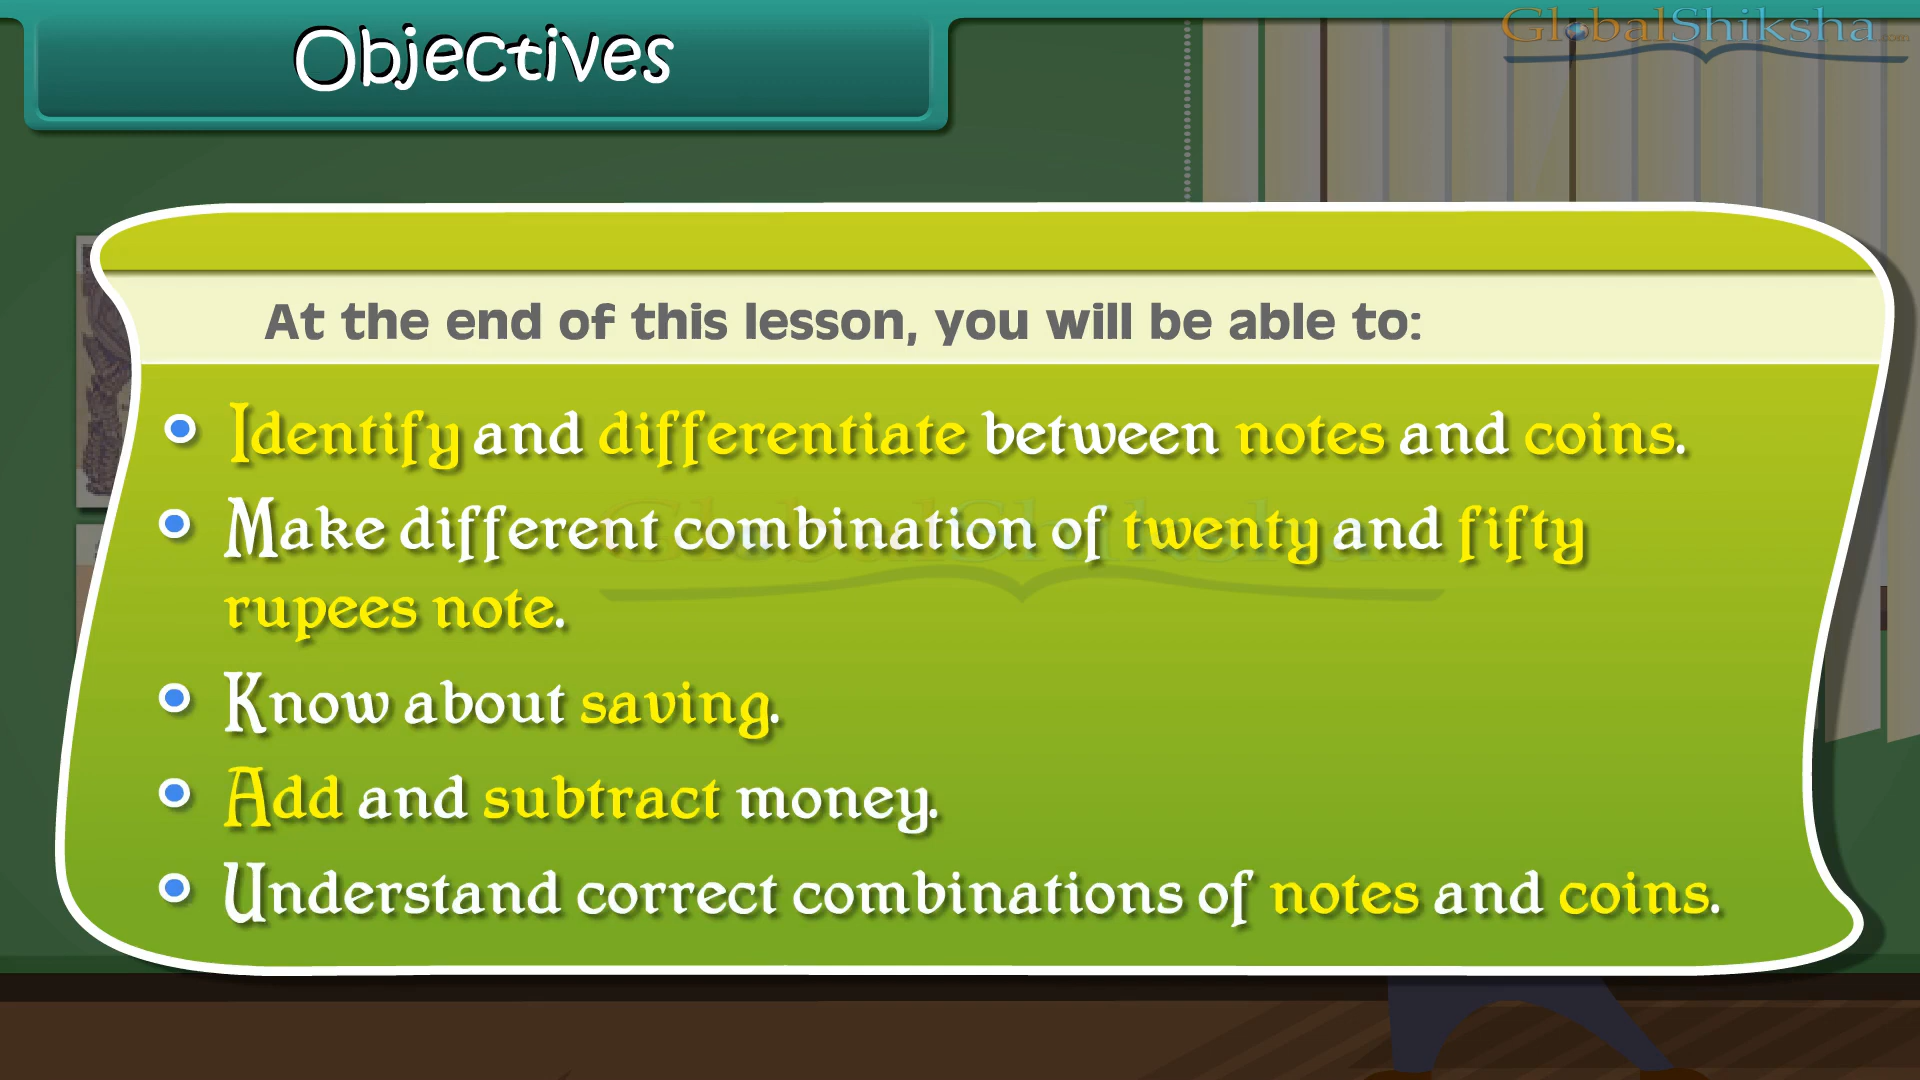 Objectives
GlobalShiksha.com
At the end of this lesson, you will be able to:
Identify and differentiate between notes and coins.
Make different combination of twenty and fifty
rupees note.
Know about saving.
Add and subtract money.
Understand correct combinations of notes and coins.